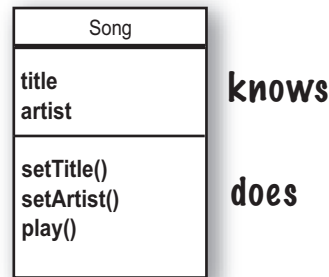 Song
title
artist
knows
setTitle()
setArtist()
play()
does